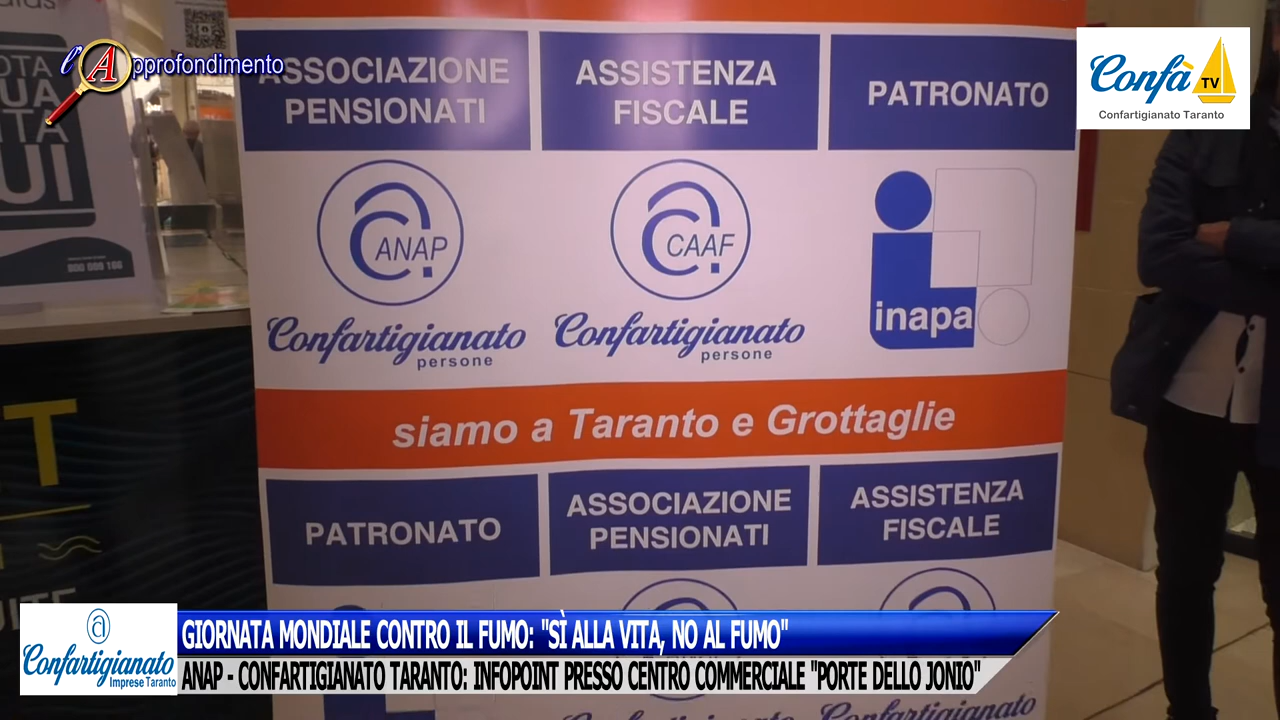 l'Approfondimento
Confà TV
Confartigianato Taranto
ASSOCIAZIONE
PENSIONATI
ASSISTENZA
FISCALE
PATRONATO
ANAP
CAAF
inapa
Confartigianato
persone
Confartigianato
persone
siamo a Taranto e Grottaglie
PATRONATO
ASSOCIAZIONE
PENSIONATI
ASSISTENZA
FISCALE
Confartigianato
Imprese Taranto
GIORNATA MONDIALE CONTRO IL FUMO: "SÌ ALLA VITA, NO AL FUMO"
ANAP - CONFARTIGIANATO TARANTO: INFOPOINT PRESSO CENTRO COMMERCIALE "PORTE DELLO JONIO"
Confartigianato
Confartigianato